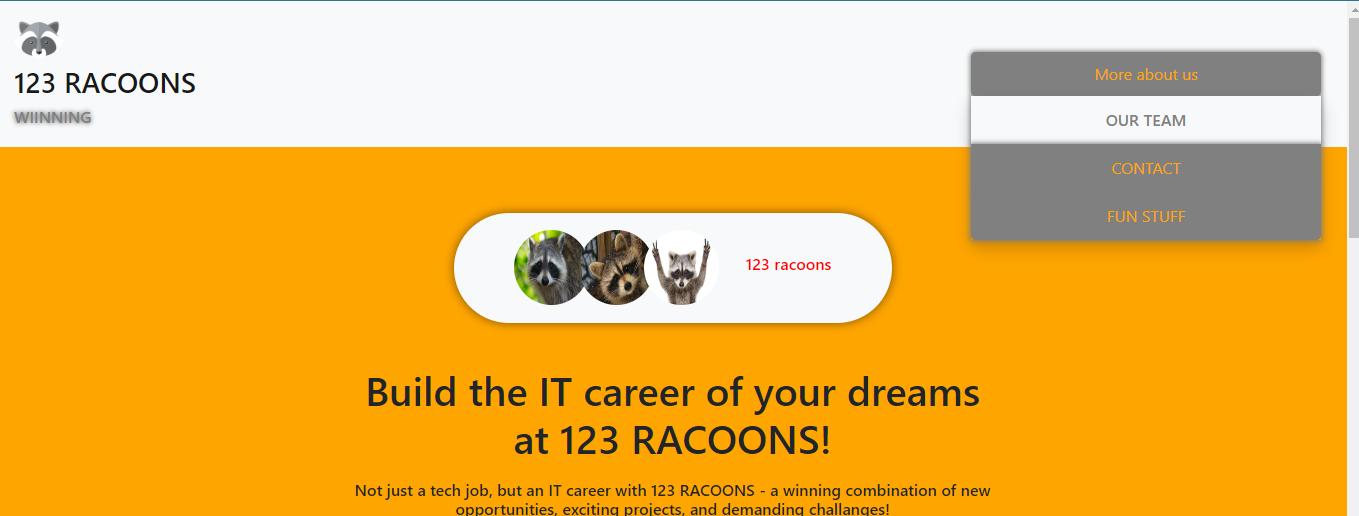 123 RACOONS
WIINNING
More about us
OUR TEAM
CONTACT
FUN STUFF
123 racoons
Build the IT career of your dreams
at 123 RACOONS!
Not just a tech job, but an IT career with 123 RACOONS - a winning combination of new
opportunities, exciting projects, and demanding challanges!